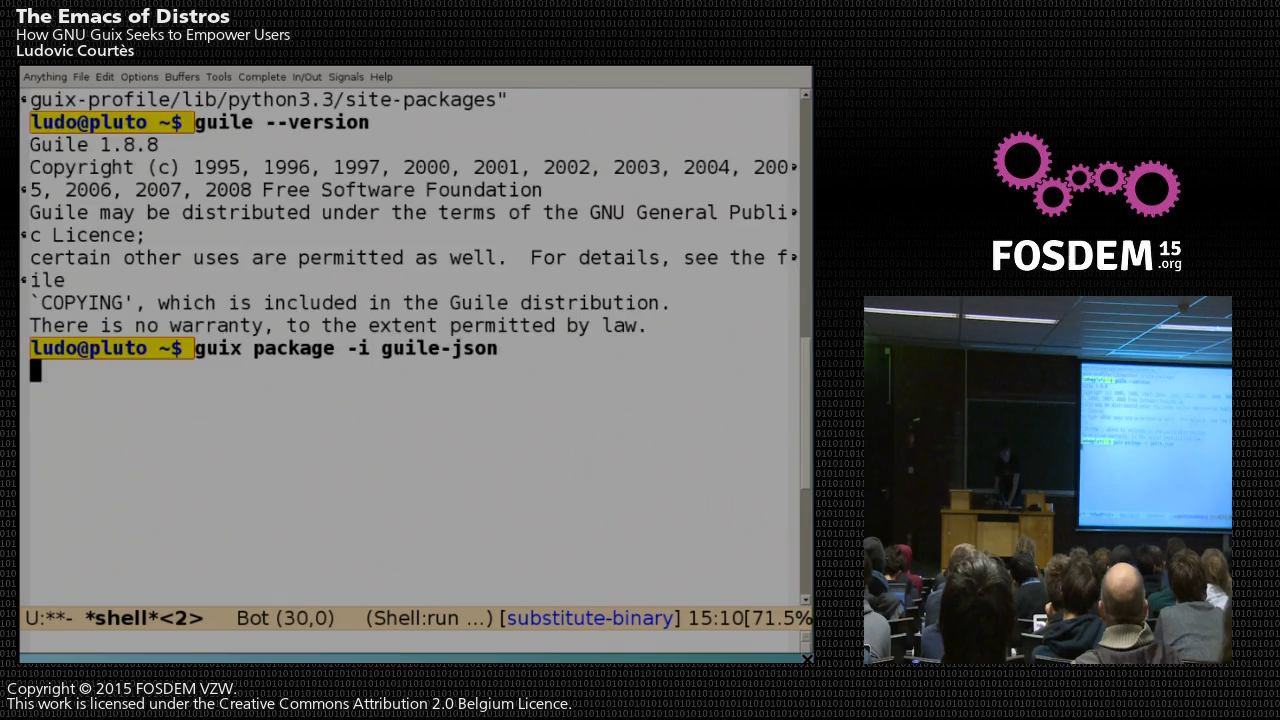 The Emacs of Distros
How GNU Guix Seeks to Empower Users
Ludovic Courtès
Anything File Edit Options Buffers Tools Complete In/Out Signals Help
guix-profile/lib/python3.3/site-packages"
ludo@pluto ~$ guile --version
Guile 1.8.8
Copyright (c) 1995, 1996, 1997, 2000, 2001, 2002, 2003, 2004, 200
5, 2006, 2007, 2008 Free Software Foundation
Guile may be distributed under the terms of the GNU General Publi
c Licence;
certain other uses are permitted as well.  For details, see the f
ile
`COPYING', which is included in the Guile distribution.
There is no warranty, to the extent permitted by law.
ludo@pluto ~$ guix package -i guile-json
U:**-  *shell*<2>   Bot (30,0)   (Shell:run ...) [substitute-binary] 15:10[71.5%
FOSDEM 15
.org
Copyright © 2015 FOSDEM VZW.
This work is licensed under the Creative Commons Attribution 2.0 Belgium Licence.